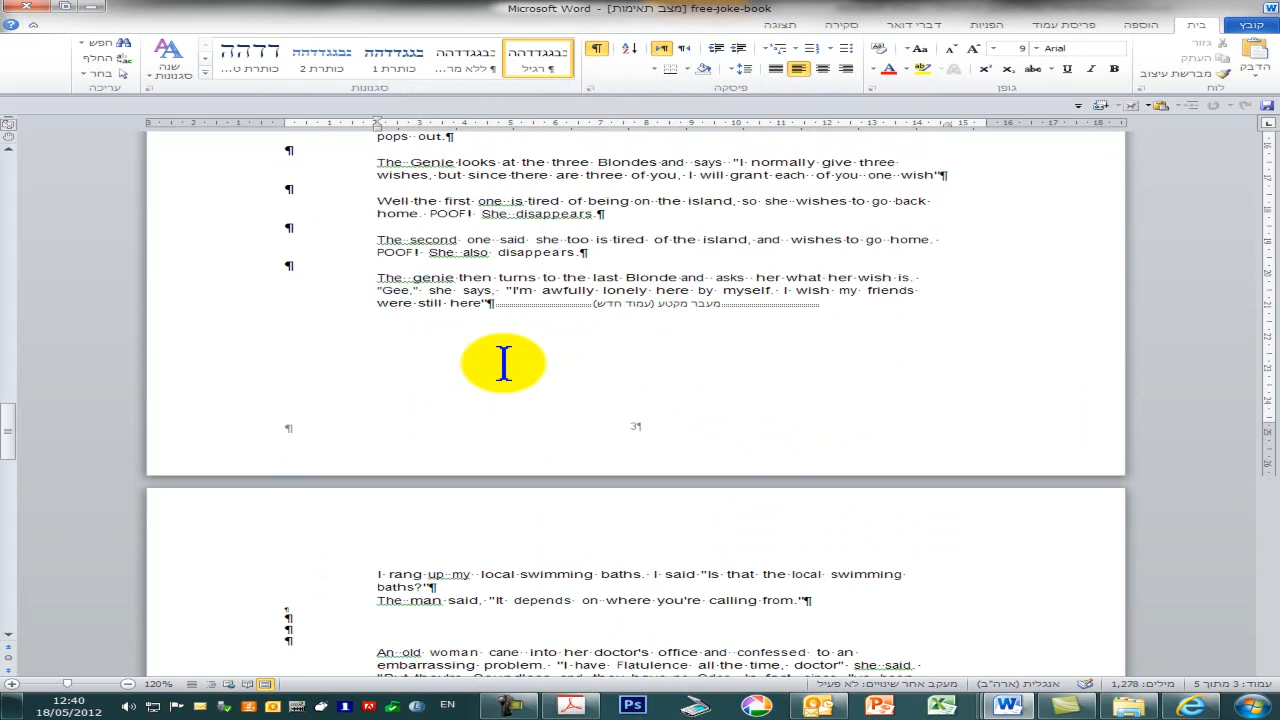 free-joke-book [מצב תאימות] - Microsoft Word
קובץ בית הוספה פריסת עמוד הפניות דברי דואר סקירה תצוגה
הדבק גזור העתק מברשת עיצוב לוח
Arial 9 Aa גופן
פיסקה
אבגגדדהה ¶ רגיל
אבגגדדהה ¶ ללא מר...
אבגגדדהה כותרת 1
אבגגדדהה כותרת 2
כותרת ט...
שנה סגנונות
סגנונות
חפש החלף בחר עריכה
pops out.¶
The Genie looks at the three Blondes and says "I normally give three
wishes, but since there are three of you, I will grant each of you one wish"¶
Well the first one is tired of being on the island, so she wishes to go back
home. POOF! She disappears.¶
The second one said she too is tired of the island, and wishes to go home.
POOF! She also disappears.¶
The genie then turns to the last Blonde and asks her what her wish is.
"Gee," she says, "I'm awfully lonely here by myself. I wish my friends
were still here"¶ מעבר מקטע (עמוד חדש)
3¶
I rang up my local swimming baths. I said "Is that the local swimming
baths?"¶
The man said, "It depends on where you're calling from."¶
An old woman cane into her doctor's office and confessed to an
embarrassing problem. "I have Flatulence all the time, doctor" she said.
עמוד: 3 מתוך 5 מילים: 1,278 אנגלית (ארה"ב) מעקב אחר שינויים: לא פעיל 120%
12:40
18/05/2012
EN